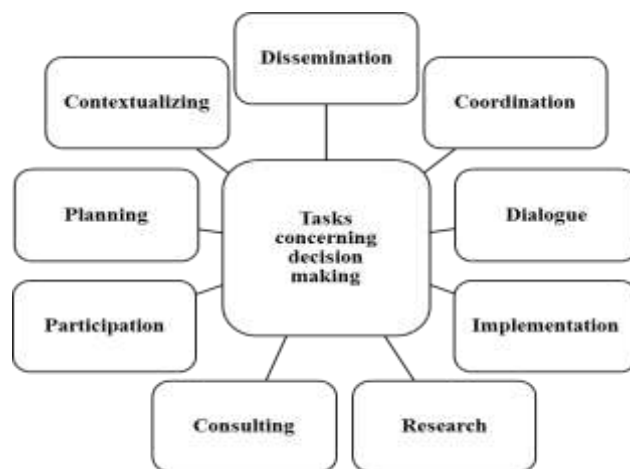 Dissemination
Contextualizing
Coordination
Planning
Tasks
concerning
decision
making
Dialogue
Participation
Implementation
Consulting
Research